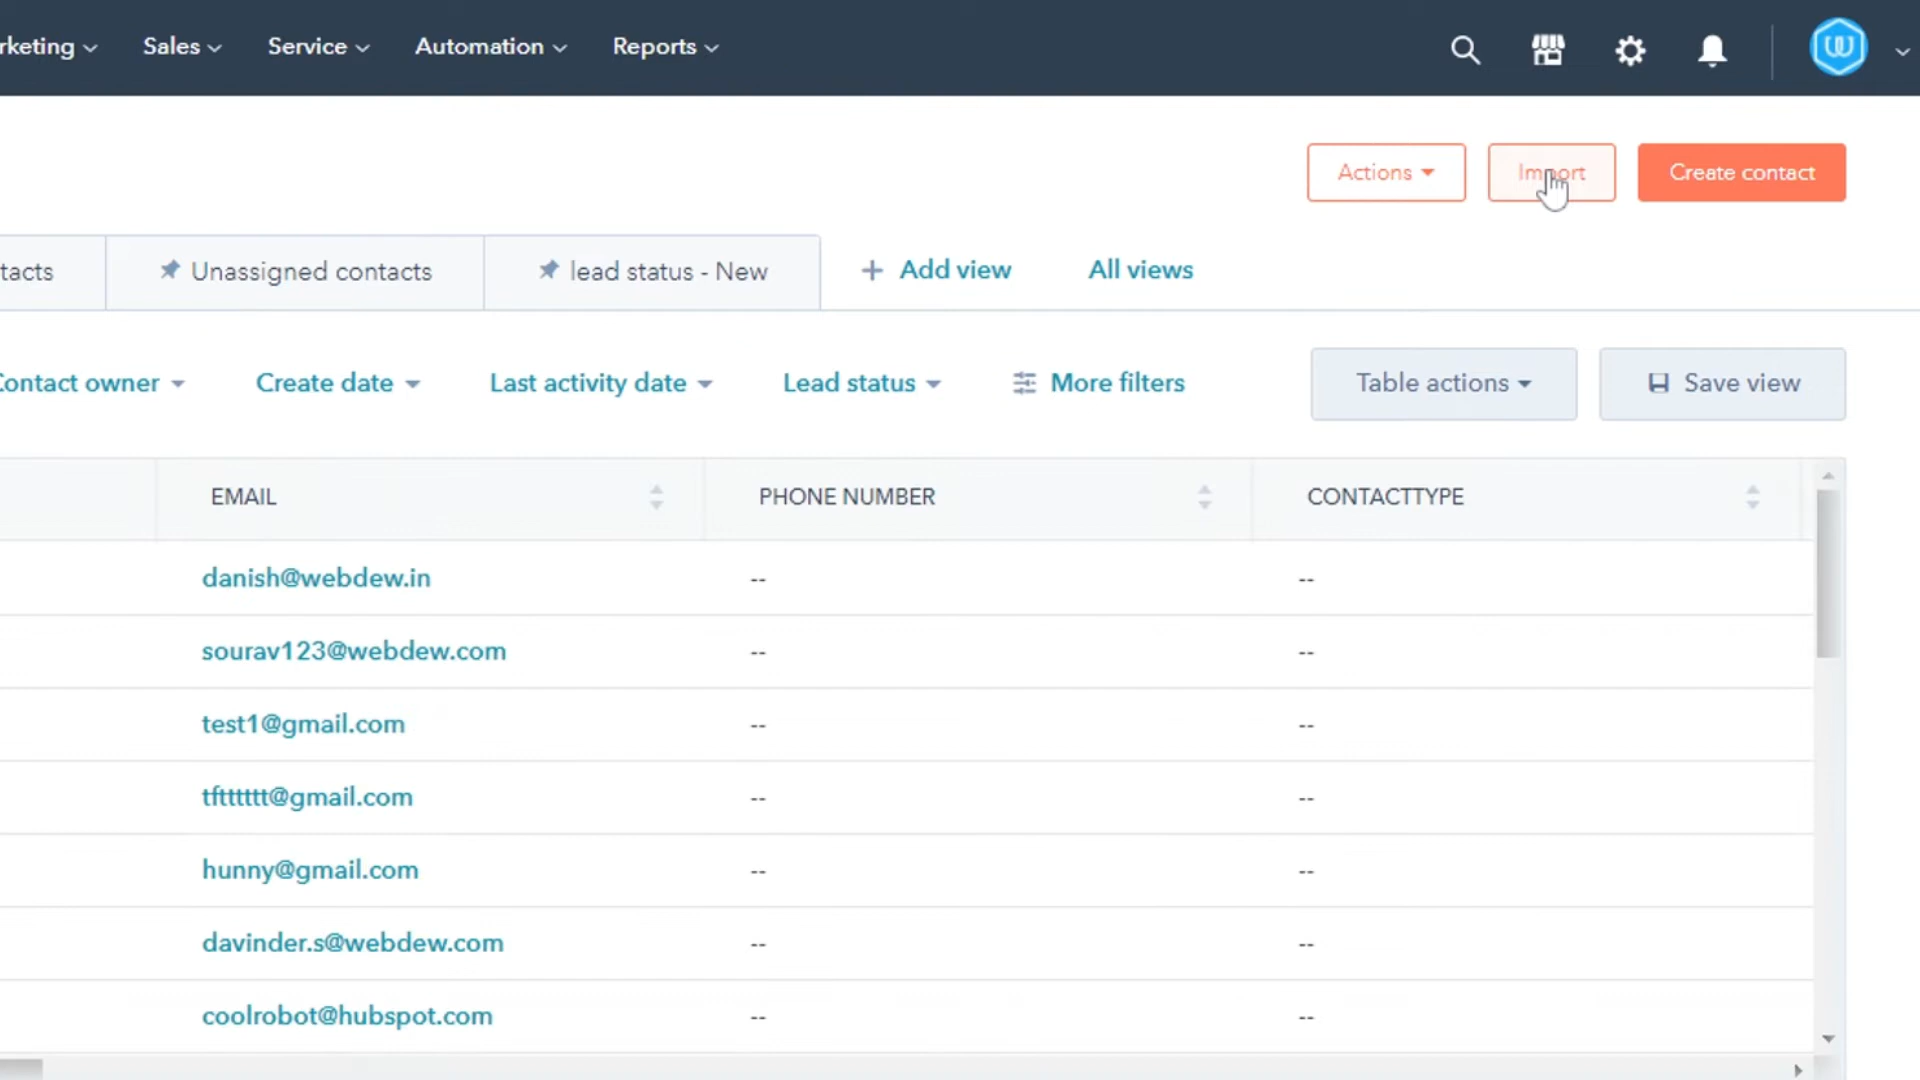 rketing Sales Service Automation Reports
Actions Import Create contact
tacts Unassigned contacts lead status - New + Add view All views
Contact owner Create date Last activity date Lead status More filters Table actions Save view
EMAIL PHONE NUMBER CONTACTTYPE
danish@webdew.in -- --
sourav123@webdew.com -- --
test1@gmail.com -- --
tftttttt@gmail.com -- --
hunny@gmail.com -- --
davinder.s@webdew.com -- --
coolrobot@hubspot.com -- --